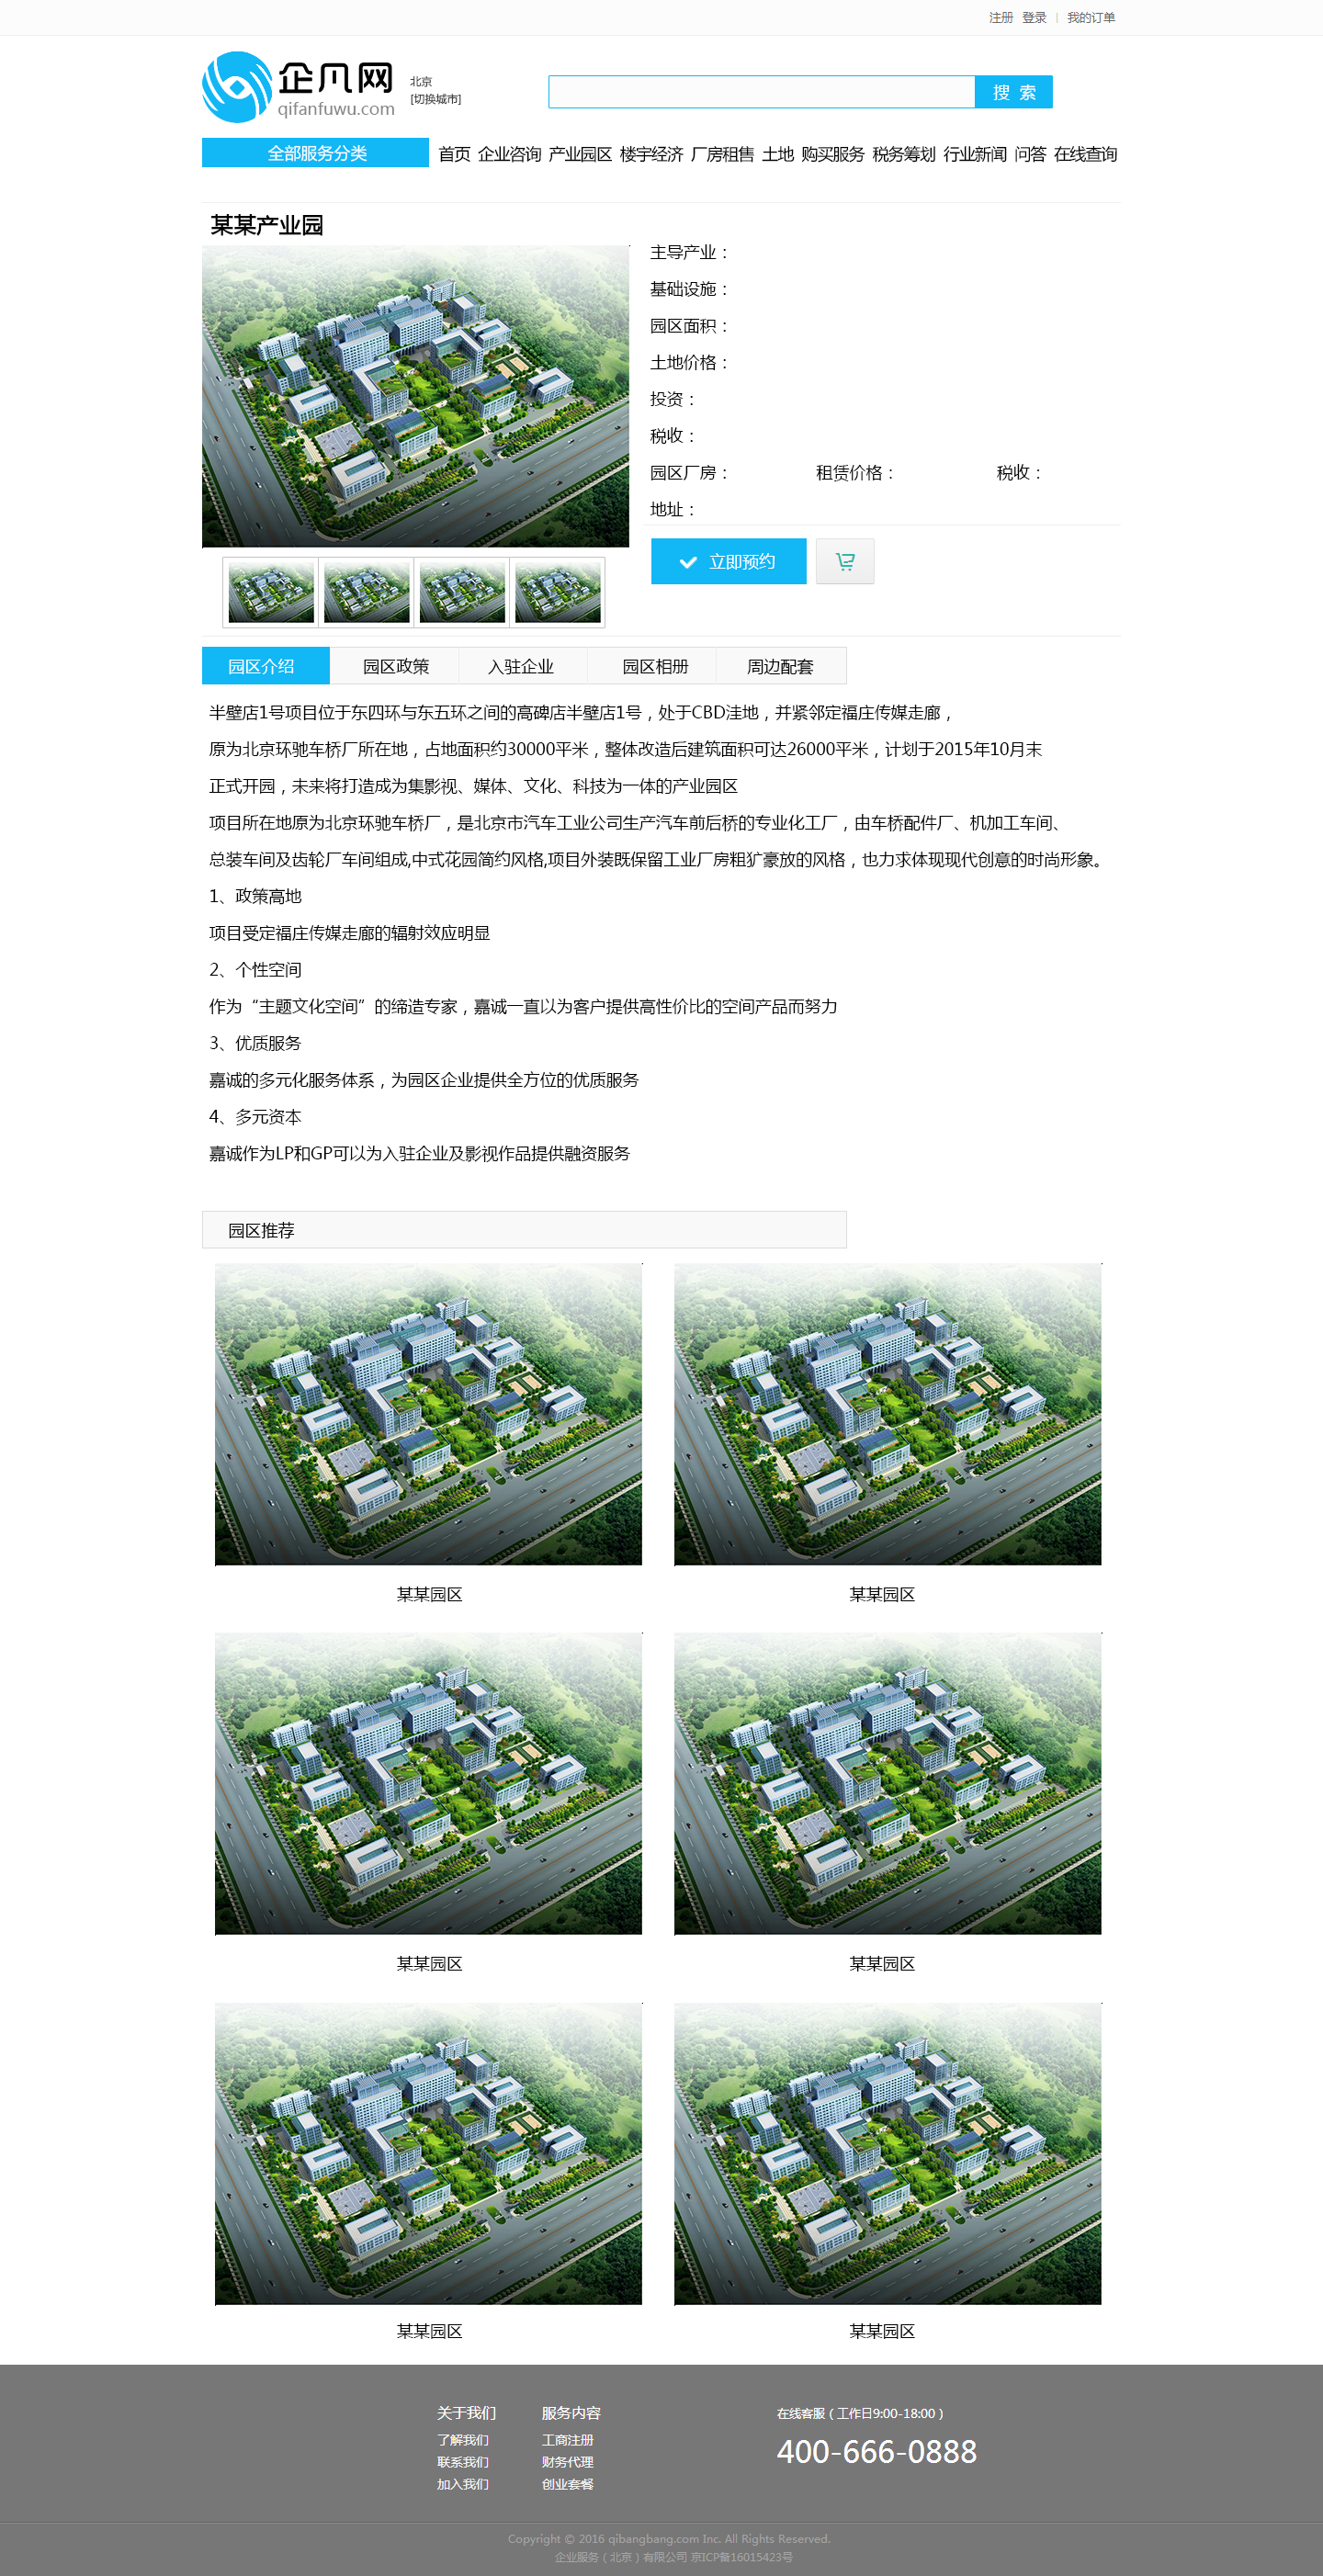 注册 登录 | 我的订单
企凡网
qifanfuwu.com
北京
[切换城市]
搜 索
全部服务分类 首页 企业咨询 产业园区 楼宇经济 厂房租售 土地 购买服务 税务筹划 行业新闻 问答 在线查询
某某产业园
主导产业：
基础设施：
园区面积：
土地价格：
投资：
税收：
园区厂房： 租赁价格： 税收：
地址：
立即预约
园区介绍 园区政策 入驻企业 园区相册 周边配套
半壁店1号项目位于东四环与东五环之间的高碑店半壁店1号，处于CBD洼地，并紧邻定福庄传媒走廊，
原为北京环驰车桥厂所在地，占地面积约30000平米，整体改造后建筑面积可达26000平米，计划于2015年10月末
正式开园，未来将打造成为集影视、媒体、文化、科技为一体的产业园区
项目所在地原为北京环驰车桥厂，是北京市汽车工业公司生产汽车前后桥的专业化工厂，由车桥配件厂、机加工车间、
总装车间及齿轮厂车间组成,中式花园简约风格,项目外装既保留工业厂房粗犷豪放的风格，也力求体现现代创意的时尚形象。
1、政策高地
项目受定福庄传媒走廊的辐射效应明显
2、个性空间
作为“主题文化空间”的缔造专家，嘉诚一直以为客户提供高性价比的空间产品而努力
3、优质服务
嘉诚的多元化服务体系，为园区企业提供全方位的优质服务
4、多元资本
嘉诚作为LP和GP可以为入驻企业及影视作品提供融资服务
园区推荐
某某园区 某某园区
某某园区 某某园区
某某园区 某某园区
关于我们 服务内容 在线客服（工作日9:00-18:00）
了解我们 工商注册 400-666-0888
联系我们 财务代理
加入我们 创业套餐
Copyright © 2016 qibangbang.com Inc. All Rights Reserved.
企业服务（北京）有限公司 京ICP备16015423号